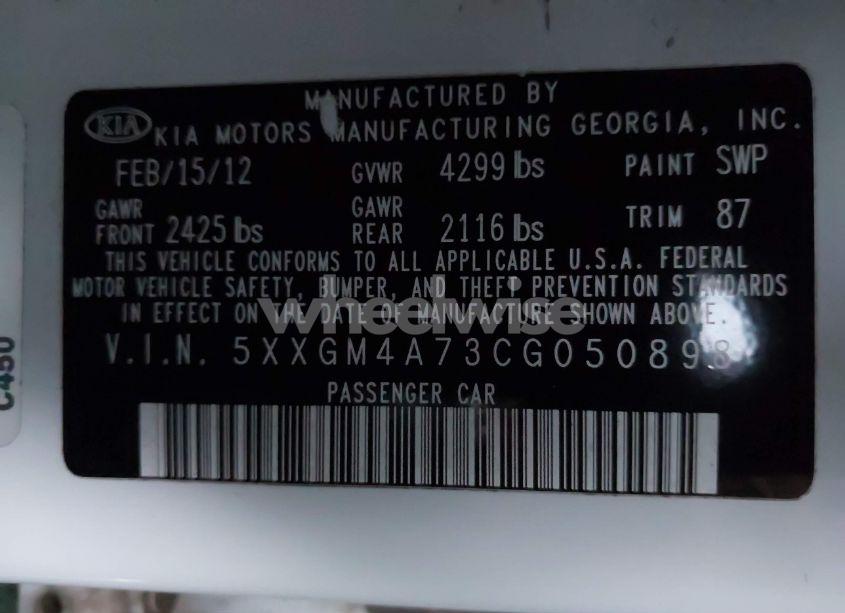 MANUFACTURED BY
KIA KIA MOTORS MANUFACTURING GEORGIA, INC.
FEB/15/12 GVWR 4299 lbs PAINT SWP
GAWR FRONT 2425 lbs GAWR REAR 2116 lbs TRIM 87
THIS VEHICLE CONFORMS TO ALL APPLICABLE U.S.A. FEDERAL
MOTOR VEHICLE SAFETY, BUMPER, AND THEFT PREVENTION STANDARDS
IN EFFECT ON THE DATE OF MANUFACTURE SHOWN ABOVE.
wheelwise
V.I.N. 5XXGM4A73CG050898
PASSENGER CAR
C450